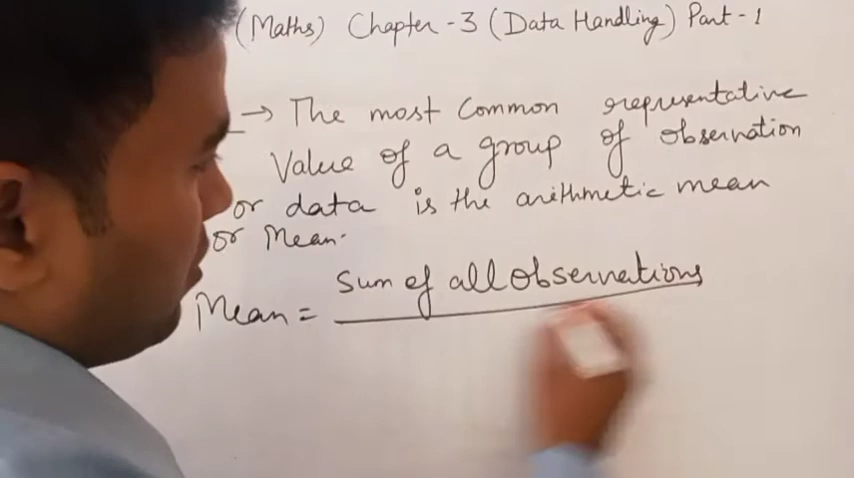 (Maths) Chapter -3 (Data Handling) Part -1
→ The most Common representative
Value of a group of observation
or data is the arithmetic mean
or Mean.
Mean = Sum of all observations